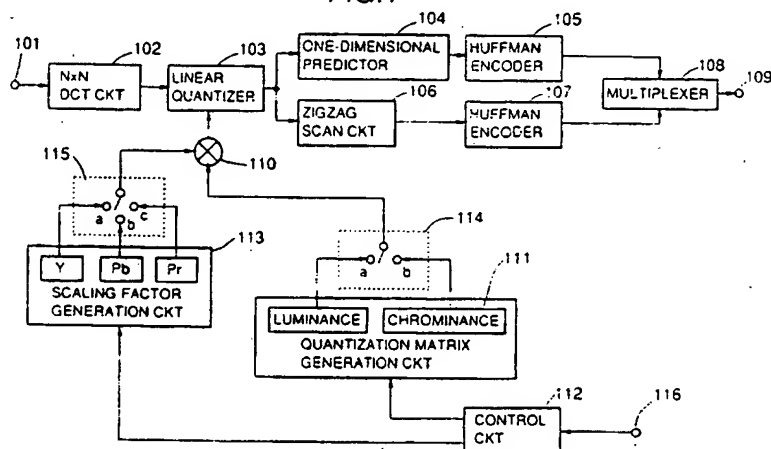 101
102
103
104
105
N×N
DCT CKT
LINEAR
QUANTIZER
ONE-DIMENSIONAL
PREDICTOR
HUFFMAN
ENCODER
108
109
MULTIPLEXER
106
107
ZIGZAG
SCAN CKT
HUFFMAN
ENCODER
115
110
a
b
c
114
113
a
b
111
Y
Pb
Pr
SCALING FACTOR
GENERATION CKT
LUMINANCE
CHROMINANCE
QUANTIZATION MATRIX
GENERATION CKT
112
116
CONTROL
CKT